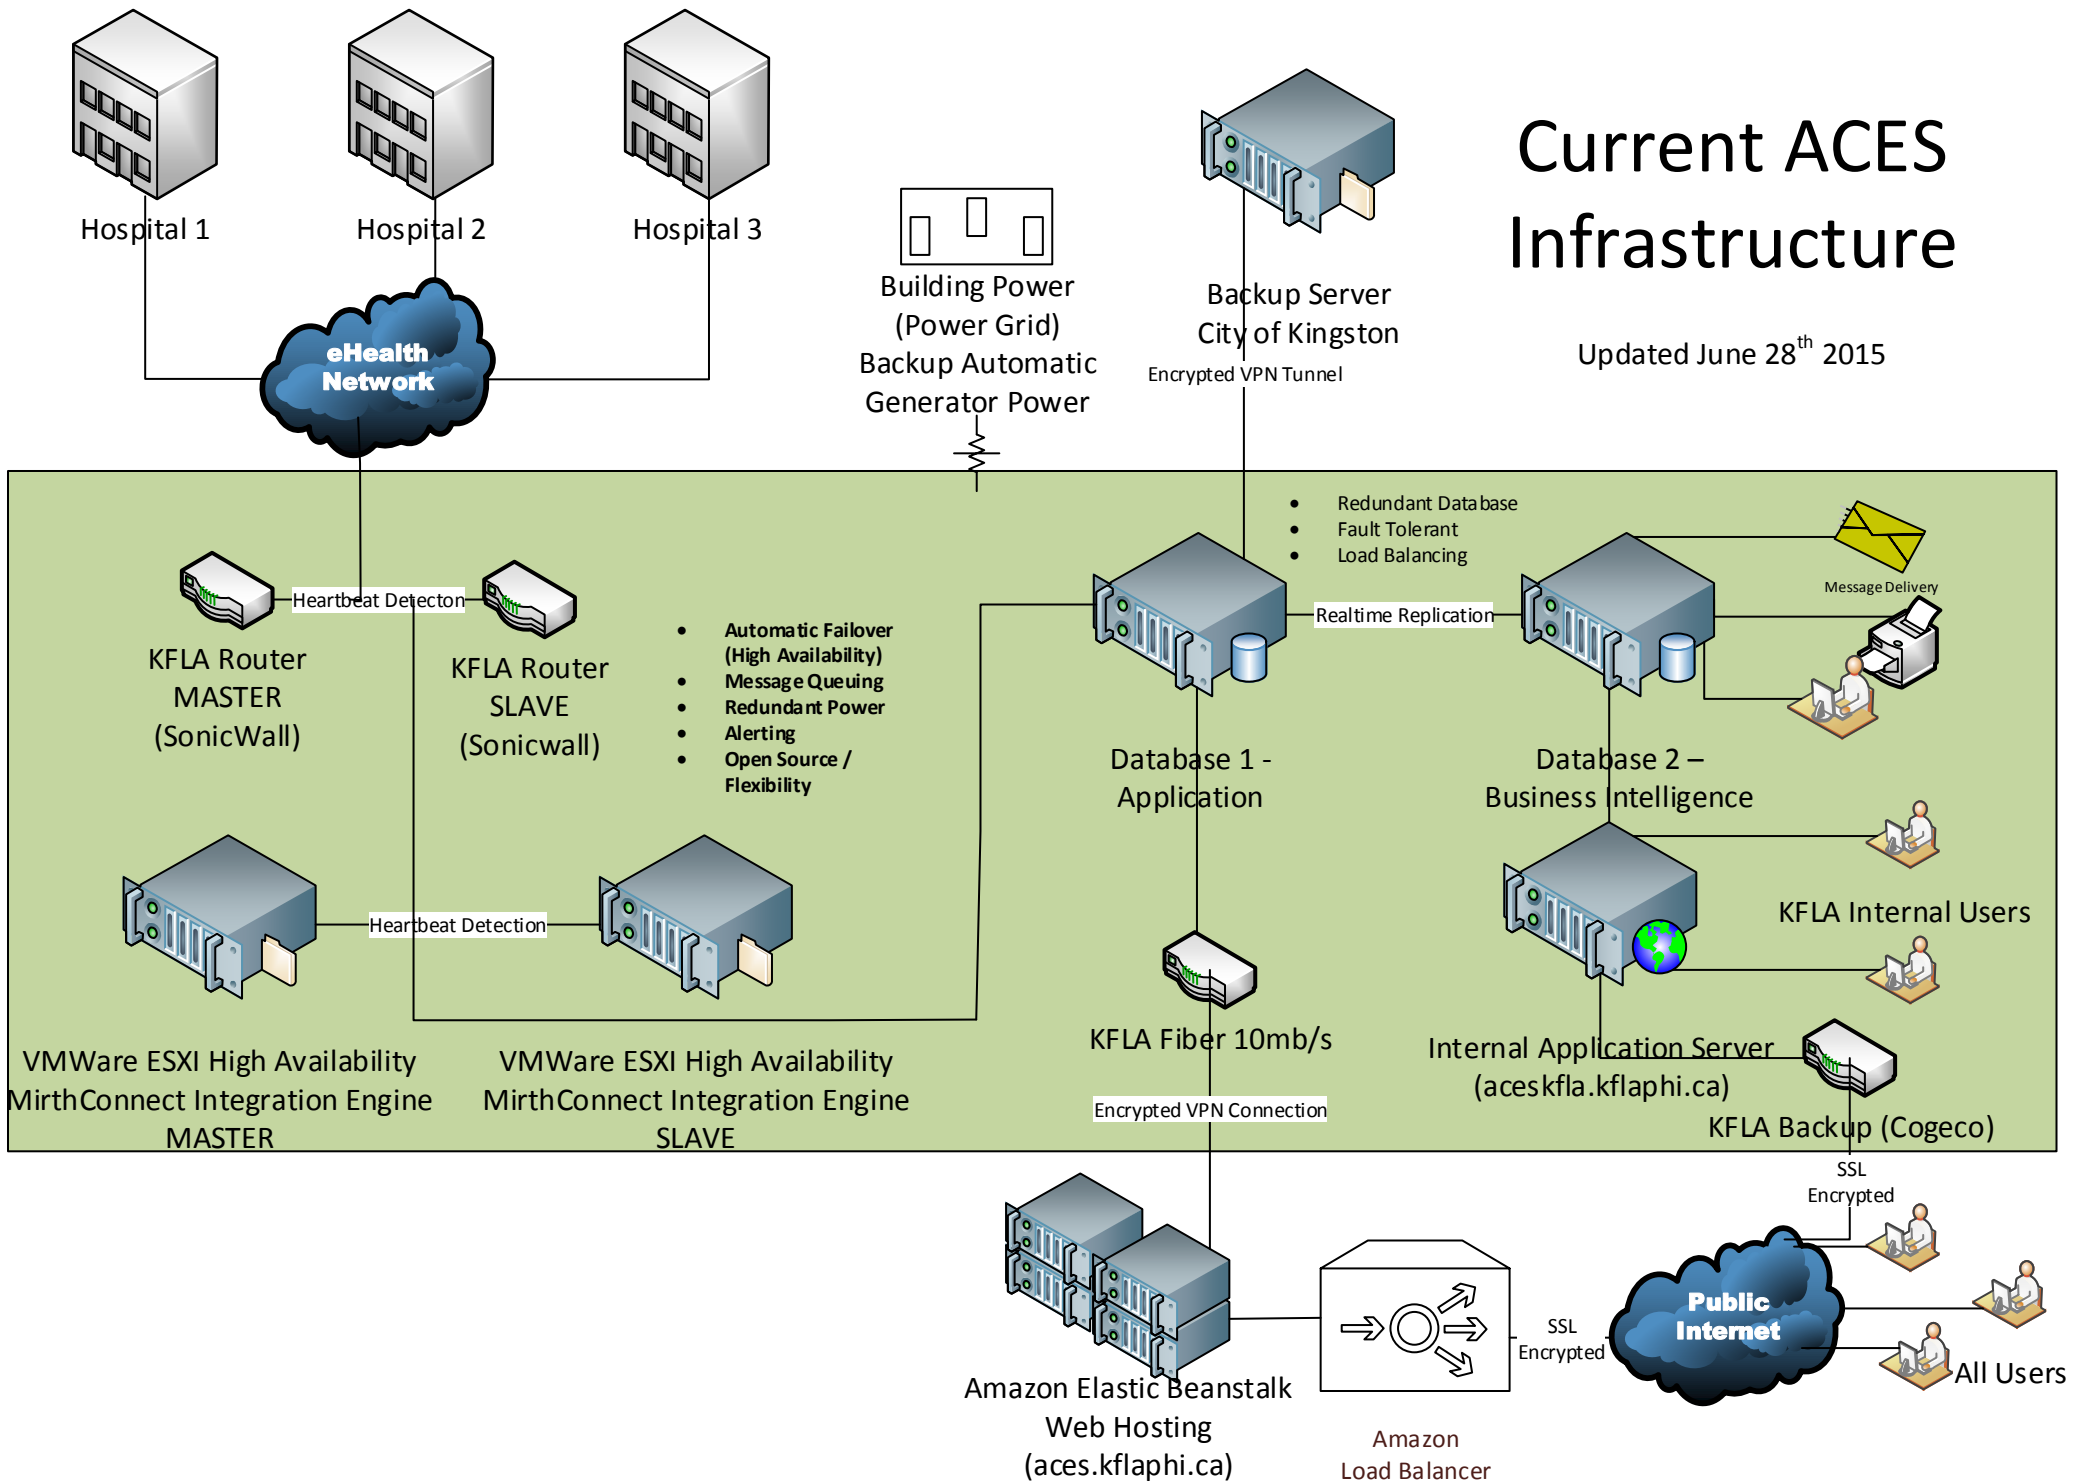 Current ACES
Infrastructure
Updated June 28th 2015
Hospital 1
Hospital 2
Hospital 3
eHealth
Network
Building Power
(Power Grid)
Backup Automatic
Generator Power
Backup Server
City of Kingston
Encrypted VPN Tunnel
• Redundant Database
• Fault Tolerant
• Load Balancing
Message Delivery
Heartbeat Detecton
KFLA Router
MASTER
(SonicWall)
KFLA Router
SLAVE
(Sonicwall)
• Automatic Failover
(High Availability)
• Message Queuing
• Redundant Power
• Alerting
• Open Source /
Flexibility
Realtime Replication
Database 1 -
Application
Database 2 –
Business Intelligence
Heartbeat Detection
KFLA Internal Users
VMWare ESXI High Availability
MirthConnect Integration Engine
MASTER
VMWare ESXI High Availability
MirthConnect Integration Engine
SLAVE
KFLA Fiber 10mb/s
Internal Application Server
(aceskfla.kflaphi.ca)
Encrypted VPN Connection
KFLA Backup (Cogeco)
SSL
Encrypted
Public
Internet
SSL
Encrypted
All Users
Amazon Elastic Beanstalk
Web Hosting
(aces.kflaphi.ca)
Amazon
Load Balancer